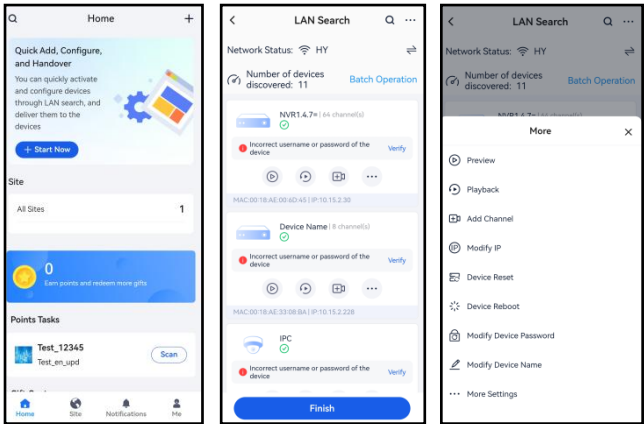 Home
Quick Add, Configure,
and Handover
You can quickly activate
and configure devices
through LAN search, and
deliver them to the
devices
+ Start Now
Site
All Sites 1
0
Earn points and redeem more gifts
Points Tasks
Test_12345
Test_en_upd
Scan
Home Site Notifications Me
LAN Search
Network Status: HY
Number of devices
discovered: 11
Batch Operation
NVR1.4.7= | 64 channel(s)
Incorrect username or password of the
device
Verify
MAC:00:18:AE:00:6D:45 | IP:10.15.2.30
Device Name | 8 channel(s)
Incorrect username or password of the
device
Verify
MAC:00:18:AE:33:08:BA | IP:10.15.2.228
IPC
Incorrect username or password of the
device
Verify
Finish
LAN Search
Network Status: HY
Number of devices
discovered: 11
Batch Operation
NVR1.4.7= | 64 channel(s)
More
Preview
Playback
Add Channel
IP Modify IP
Device Reset
Device Reboot
Modify Device Password
Modify Device Name
More Settings